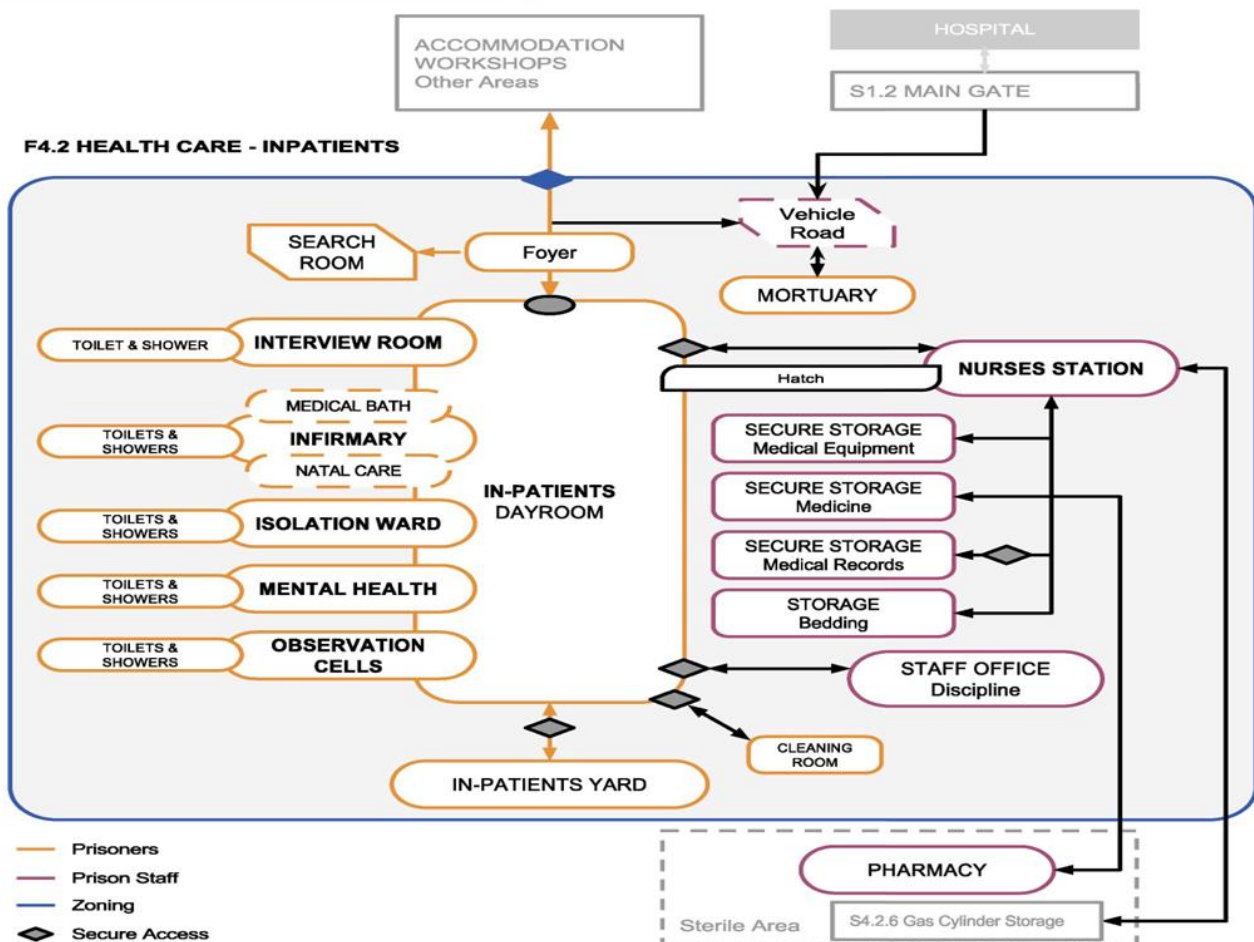 ACCOMMODATION
WORKSHOPS
Other Areas
HOSPITAL
S1.2 MAIN GATE
F4.2 HEALTH CARE - INPATIENTS
Vehicle
Road
SEARCH
ROOM
Foyer
MORTUARY
TOILET & SHOWER
INTERVIEW ROOM
NURSES STATION
Hatch
MEDICAL BATH
TOILETS &
SHOWERS
INFIRMARY
NATAL CARE
SECURE STORAGE
Medical Equipment
IN-PATIENTS
DAYROOM
SECURE STORAGE
Medicine
TOILETS &
SHOWERS
ISOLATION WARD
SECURE STORAGE
Medical Records
TOILETS &
SHOWERS
MENTAL HEALTH
STORAGE
Bedding
TOILETS &
SHOWERS
OBSERVATION
CELLS
STAFF OFFICE
Discipline
CLEANING
ROOM
IN-PATIENTS YARD
Prisoners
Prison Staff
Zoning
Secure Access
PHARMACY
Sterile Area
S4.2.6 Gas Cylinder Storage